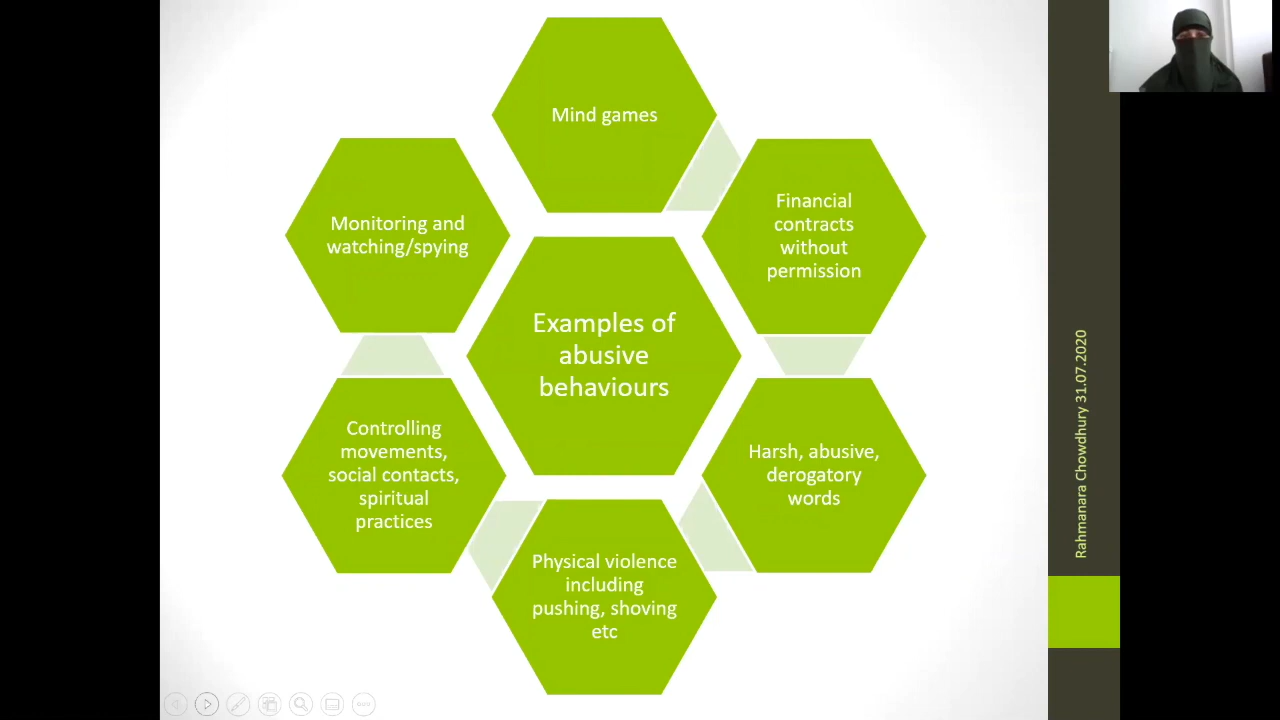 Mind games
Financial
contracts
without
permission
Monitoring and
watching/spying
Examples of
abusive
behaviours
Harsh, abusive,
derogatory
words
Controlling
movements,
social contacts,
spiritual
practices
Physical violence
including
pushing, shoving
etc
Rahmanara Chowdhury 31.07.2020